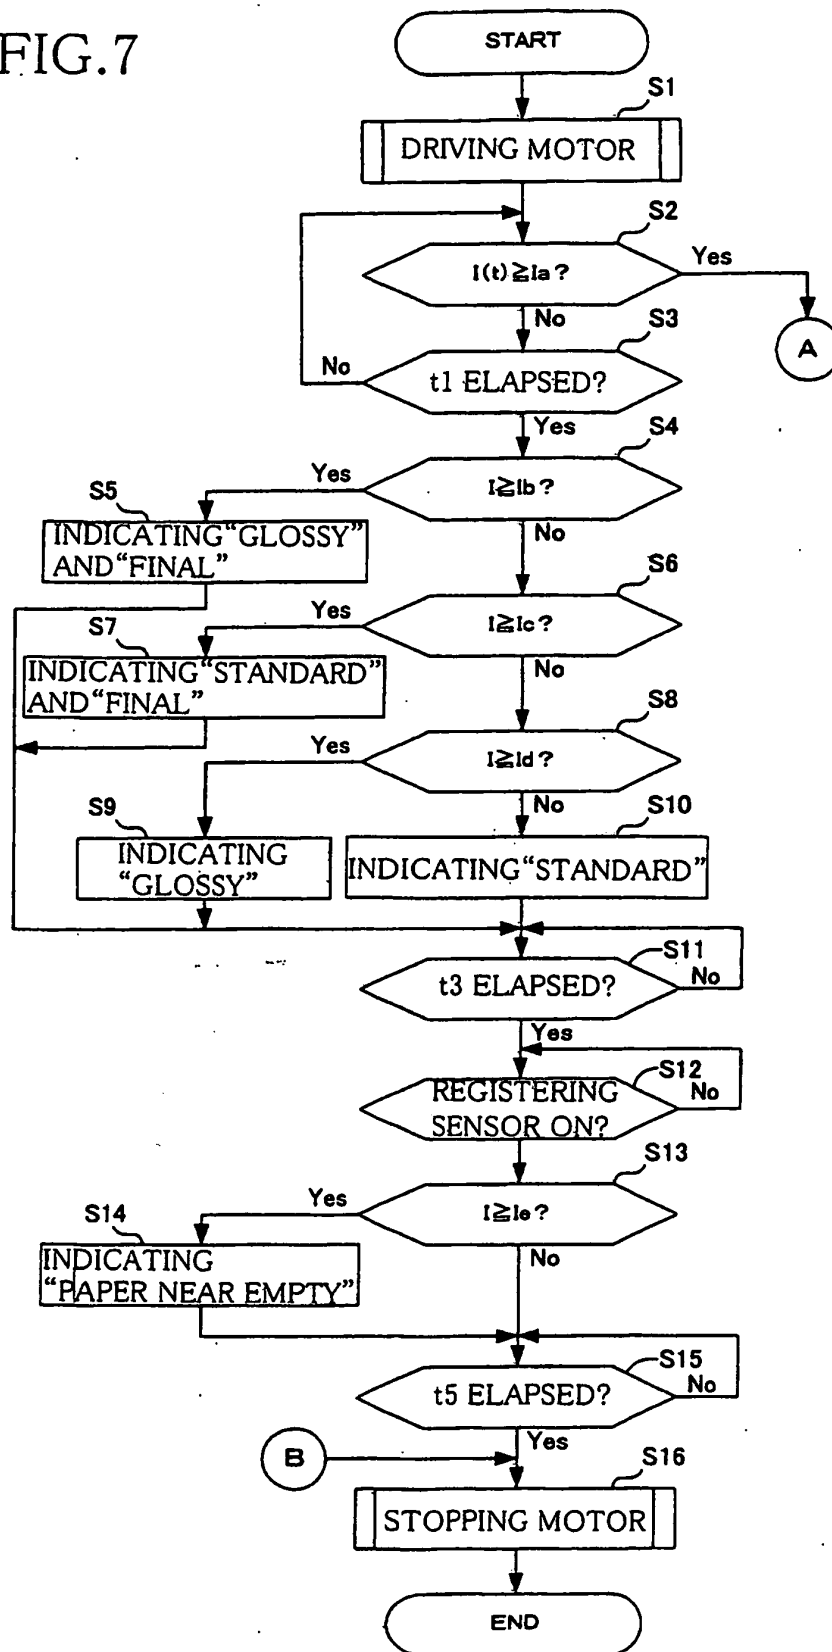 FIG.7
START
S1
DRIVING MOTOR
S2
I(t)≧Ia?
Yes
A
No
S3
No
t1 ELAPSED?
Yes
S4
Yes
I≧Ib?
S5
INDICATING“GLOSSY”
AND“FINAL”
No
S6
Yes
I≧Ic?
S7
INDICATING“STANDARD”
AND“FINAL”
No
S8
Yes
I≧Id?
No
S9
INDICATING
“GLOSSY”
S10
INDICATING“STANDARD”
S11
t3 ELAPSED?
No
Yes
S12
REGISTERING
SENSOR ON?
No
S13
Yes
I≧Ie?
S14
INDICATING
“PAPER NEAR EMPTY”
No
S15
t5 ELAPSED?
No
Yes
B
S16
STOPPING MOTOR
END